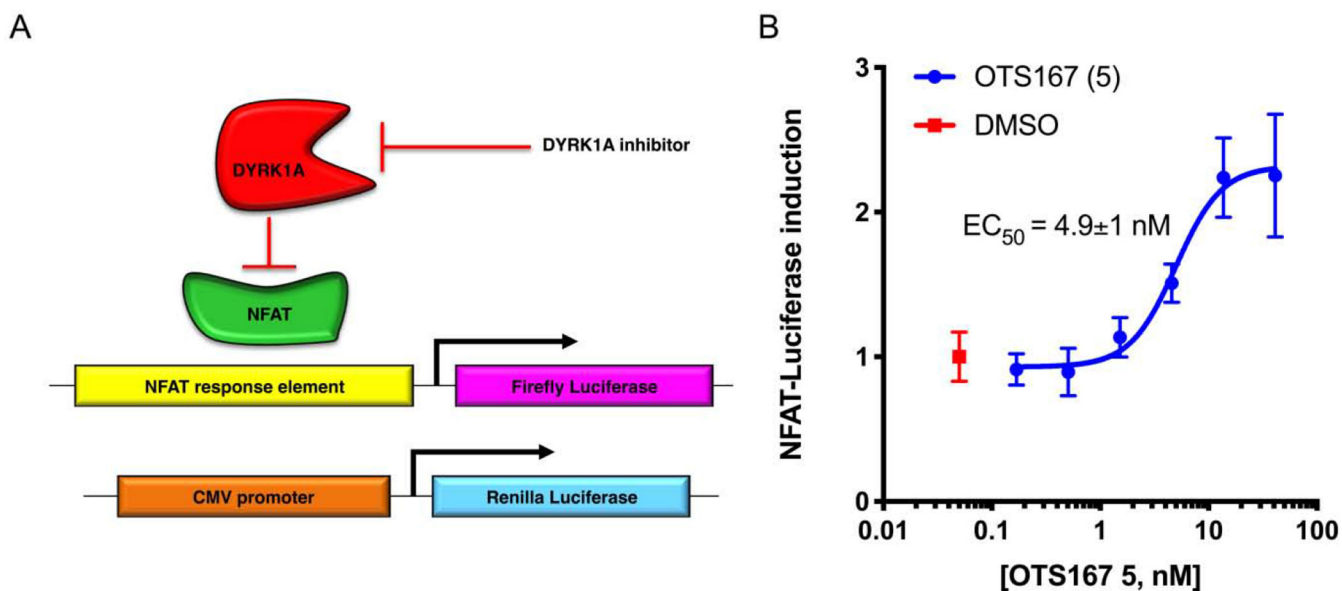 A
DYRK1A
DYRK1A inhibitor
NFAT
NFAT response element
Firefly Luciferase
CMV promoter
Renilla Luciferase
B
NFAT-Luciferase induction
3
2
1
0
OTS167 (5)
DMSO
EC50 = 4.9±1 nM
0.01
0.1
1
10
100
[OTS167 5, nM]